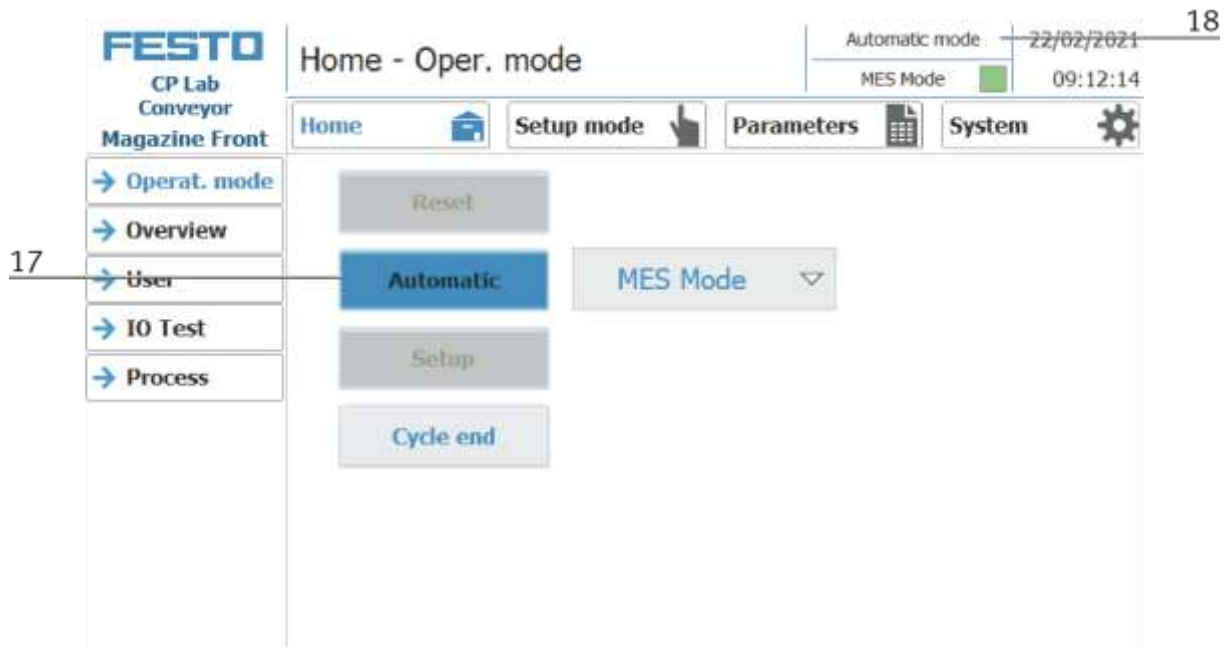 18
FESTO
CP Lab
Conveyor
Magazine Front
Home - Oper. mode
Automatic mode
22/02/2021
MES Mode
09:12:14
Home
Setup mode
Parameters
System
Operat. mode
Overview
User
IO Test
Process
17
Reset
Automatic
MES Mode
Setup
Cycle end